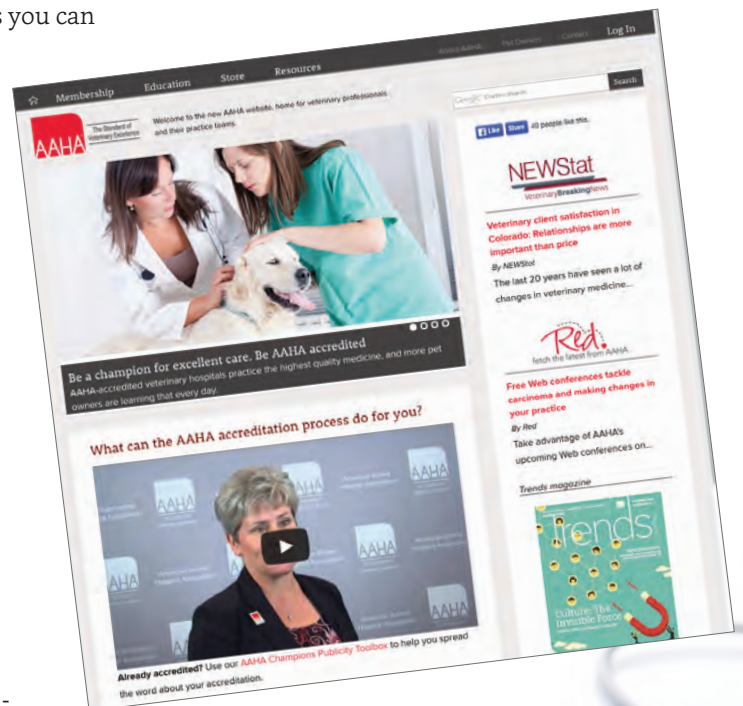 s you can
Membership Education Store Resources
About AAHA Pet Owners Contact Log In
AAHA
The Standard of
Veterinary Excellence
Welcome to the new AAHA website, home for veterinary professionals
and their practice teams.
Search
Like Share 40 people like this.
Be a champion for excellent care. Be AAHA accredited
AAHA-accredited veterinary hospitals practice the highest quality medicine, and more pet
owners are learning that every day.
What can the AAHA accreditation process do for you?
AAHA
AAHA
AAHA
AAHA
Already accredited? Use our AAHA Champions Publicity Toolbox to help you spread
the word about your accreditation.
NEWStat
VeterinaryBreakingNews
Veterinary client satisfaction in
Colorado: Relationships are more
important than price
By NEWStat
The last 20 years have seen a lot of
changes in veterinary medicine...
Red.
fetch the latest from AAHA
Free Web conferences tackle
carcinoma and making changes in
your practice
By Red
Take advantage of AAHA's
upcoming Web conferences on...
Trends magazine
Trends
Culture: The
Invisible Force
-